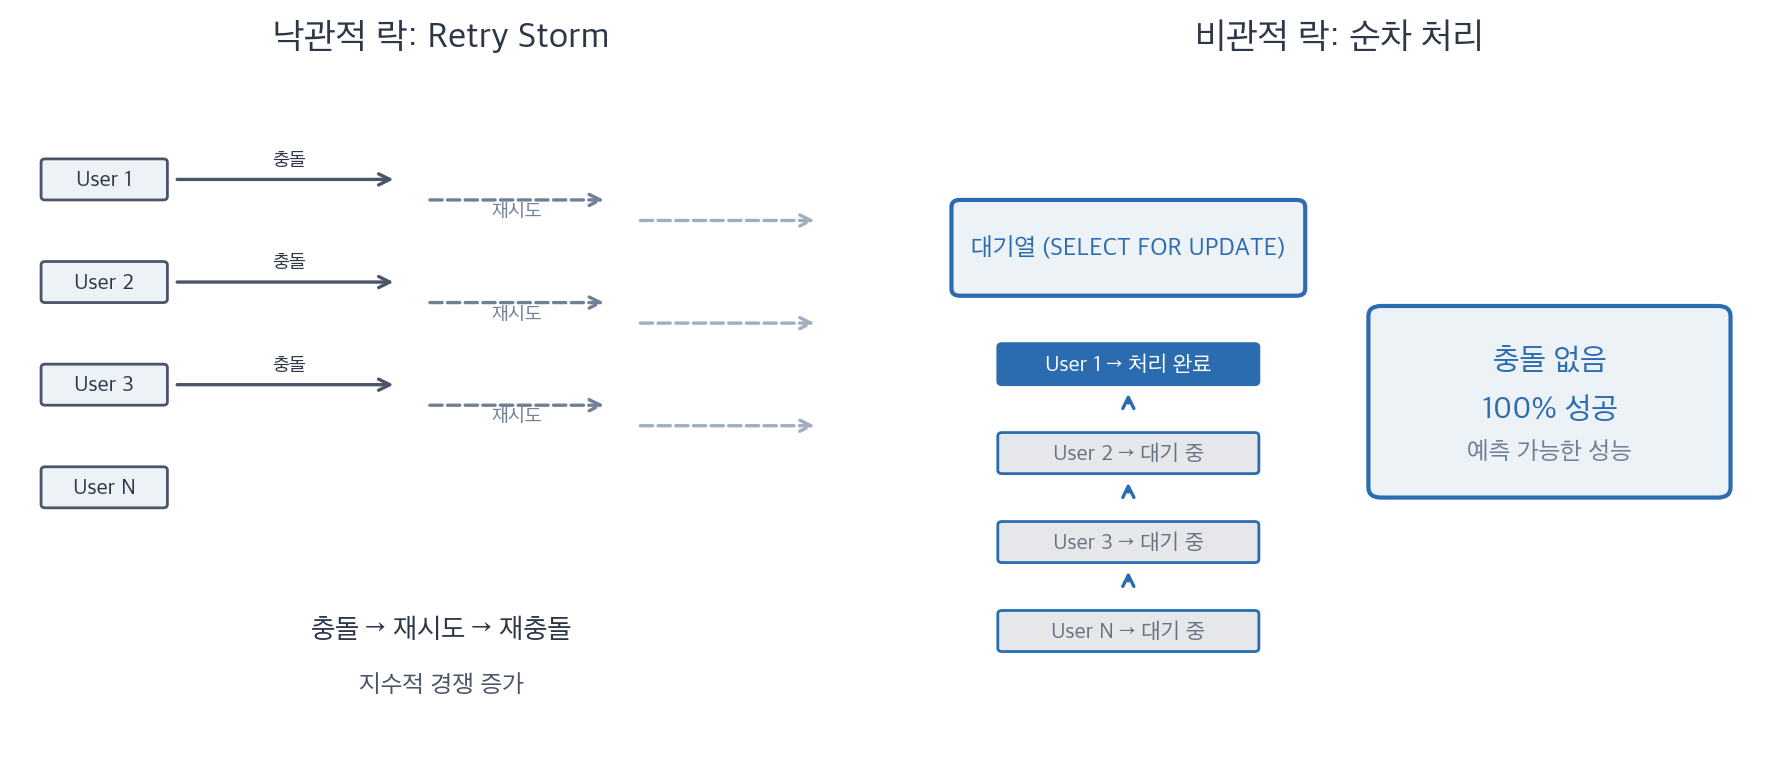 낙관적 락: Retry Storm
User 1
충돌
재시도
User 2
충돌
재시도
User 3
충돌
재시도
User N
충돌 → 재시도 → 재충돌
지수적 경쟁 증가
비관적 락: 순차 처리
대기열 (SELECT FOR UPDATE)
User 1 → 처리 완료
User 2 → 대기 중
User 3 → 대기 중
User N → 대기 중
충돌 없음
100% 성공
예측 가능한 성능